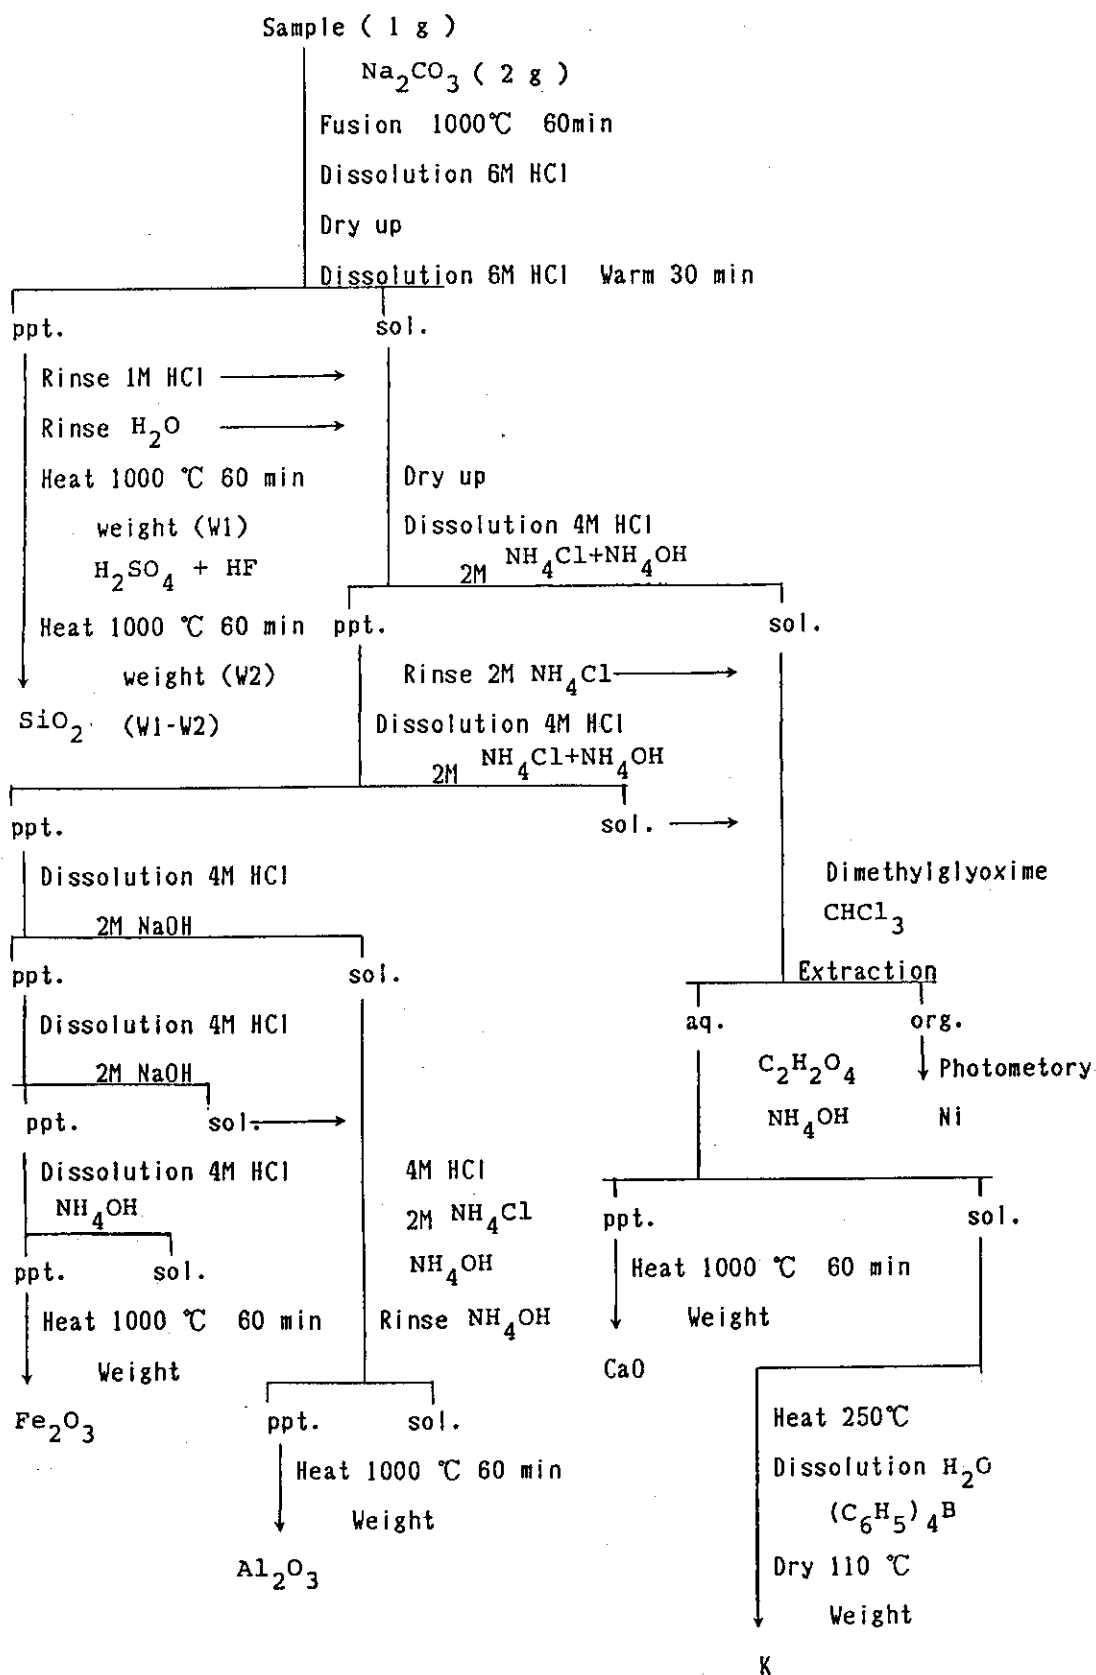 Sample ( 1 g )
Na2CO3 ( 2 g )
Fusion 1000℃ 60min
Dissolution 6M HCl
Dry up
Dissolution 6M HCl Warm 30 min
ppt. sol.
Rinse 1M HCl
Rinse H2O
Heat 1000 ℃ 60 min Dry up
weight (W1) Dissolution 4M HCl
H2SO4 + HF 2M NH4Cl+NH4OH
Heat 1000 ℃ 60 min ppt. sol.
weight (W2) Rinse 2M NH4Cl
SiO2 (W1-W2) Dissolution 4M HCl
2M NH4Cl+NH4OH
ppt. sol.
Dissolution 4M HCl Dimethylglyoxime
2M NaOH CHCl3
ppt. sol. Extraction
Dissolution 4M HCl aq. org.
2M NaOH C2H2O4 Photometory
ppt. sol. NH4OH Ni
Dissolution 4M HCl 4M HCl
NH4OH 2M NH4Cl ppt. sol.
ppt. sol. NH4OH Heat 1000 ℃ 60 min
Heat 1000 ℃ 60 min Rinse NH4OH Weight
Weight CaO
Fe2O3 ppt. sol. Heat 250℃
Heat 1000 ℃ 60 min Dissolution H2O
Weight (C6H5)4B
Al2O3 Dry 110 ℃
Weight
K